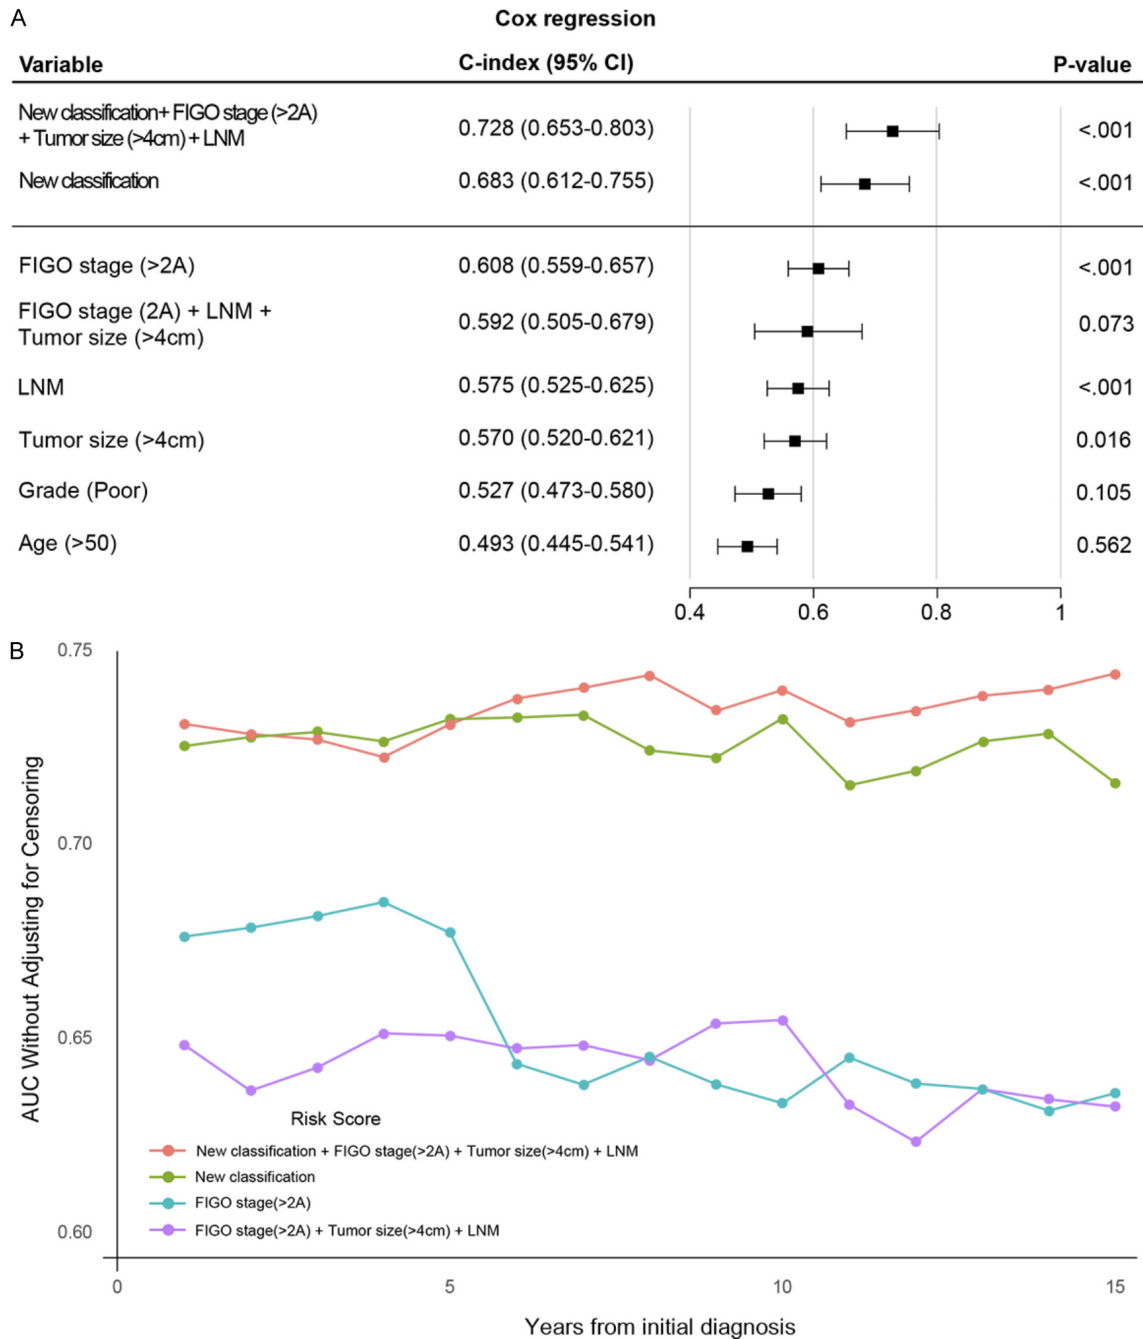 A
Cox regression
Variable C-index (95% CI) P-value
New classification+ FIGO stage (>2A)
+ Tumor size (>4cm) + LNM 0.728 (0.653-0.803) <.001
New classification 0.683 (0.612-0.755) <.001
FIGO stage (>2A) 0.608 (0.559-0.657) <.001
FIGO stage (2A) + LNM +
Tumor size (>4cm) 0.592 (0.505-0.679) 0.073
LNM 0.575 (0.525-0.625) <.001
Tumor size (>4cm) 0.570 (0.520-0.621) 0.016
Grade (Poor) 0.527 (0.473-0.580) 0.105
Age (>50) 0.493 (0.445-0.541) 0.562
0.4 0.6 0.8 1
B
0.75
0.70
0.65
0.60
AUC Without Adjusting for Censoring
Risk Score
New classification + FIGO stage(>2A) + Tumor size(>4cm) + LNM
New classification
FIGO stage(>2A)
FIGO stage(>2A) + Tumor size(>4cm) + LNM
0 5 10 15
Years from initial diagnosis